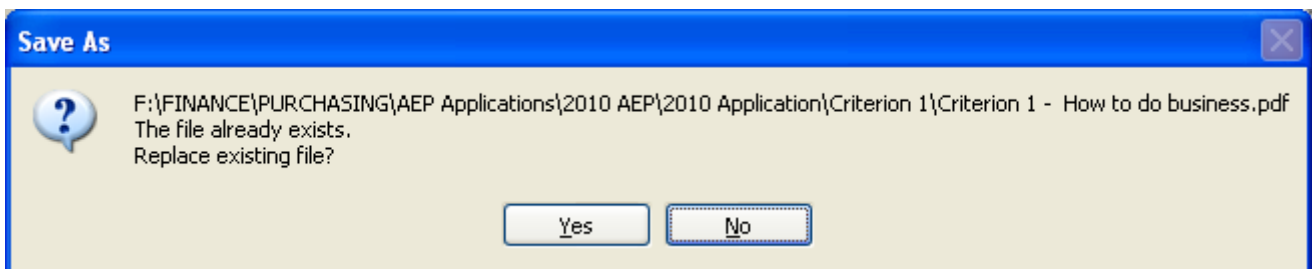 Save As
F:\FINANCE\PURCHASING\AEP Applications\2010 AEP\2010 Application\Criterion 1\Criterion 1 -  How to do business.pdf
The file already exists.
Replace existing file?
Yes No